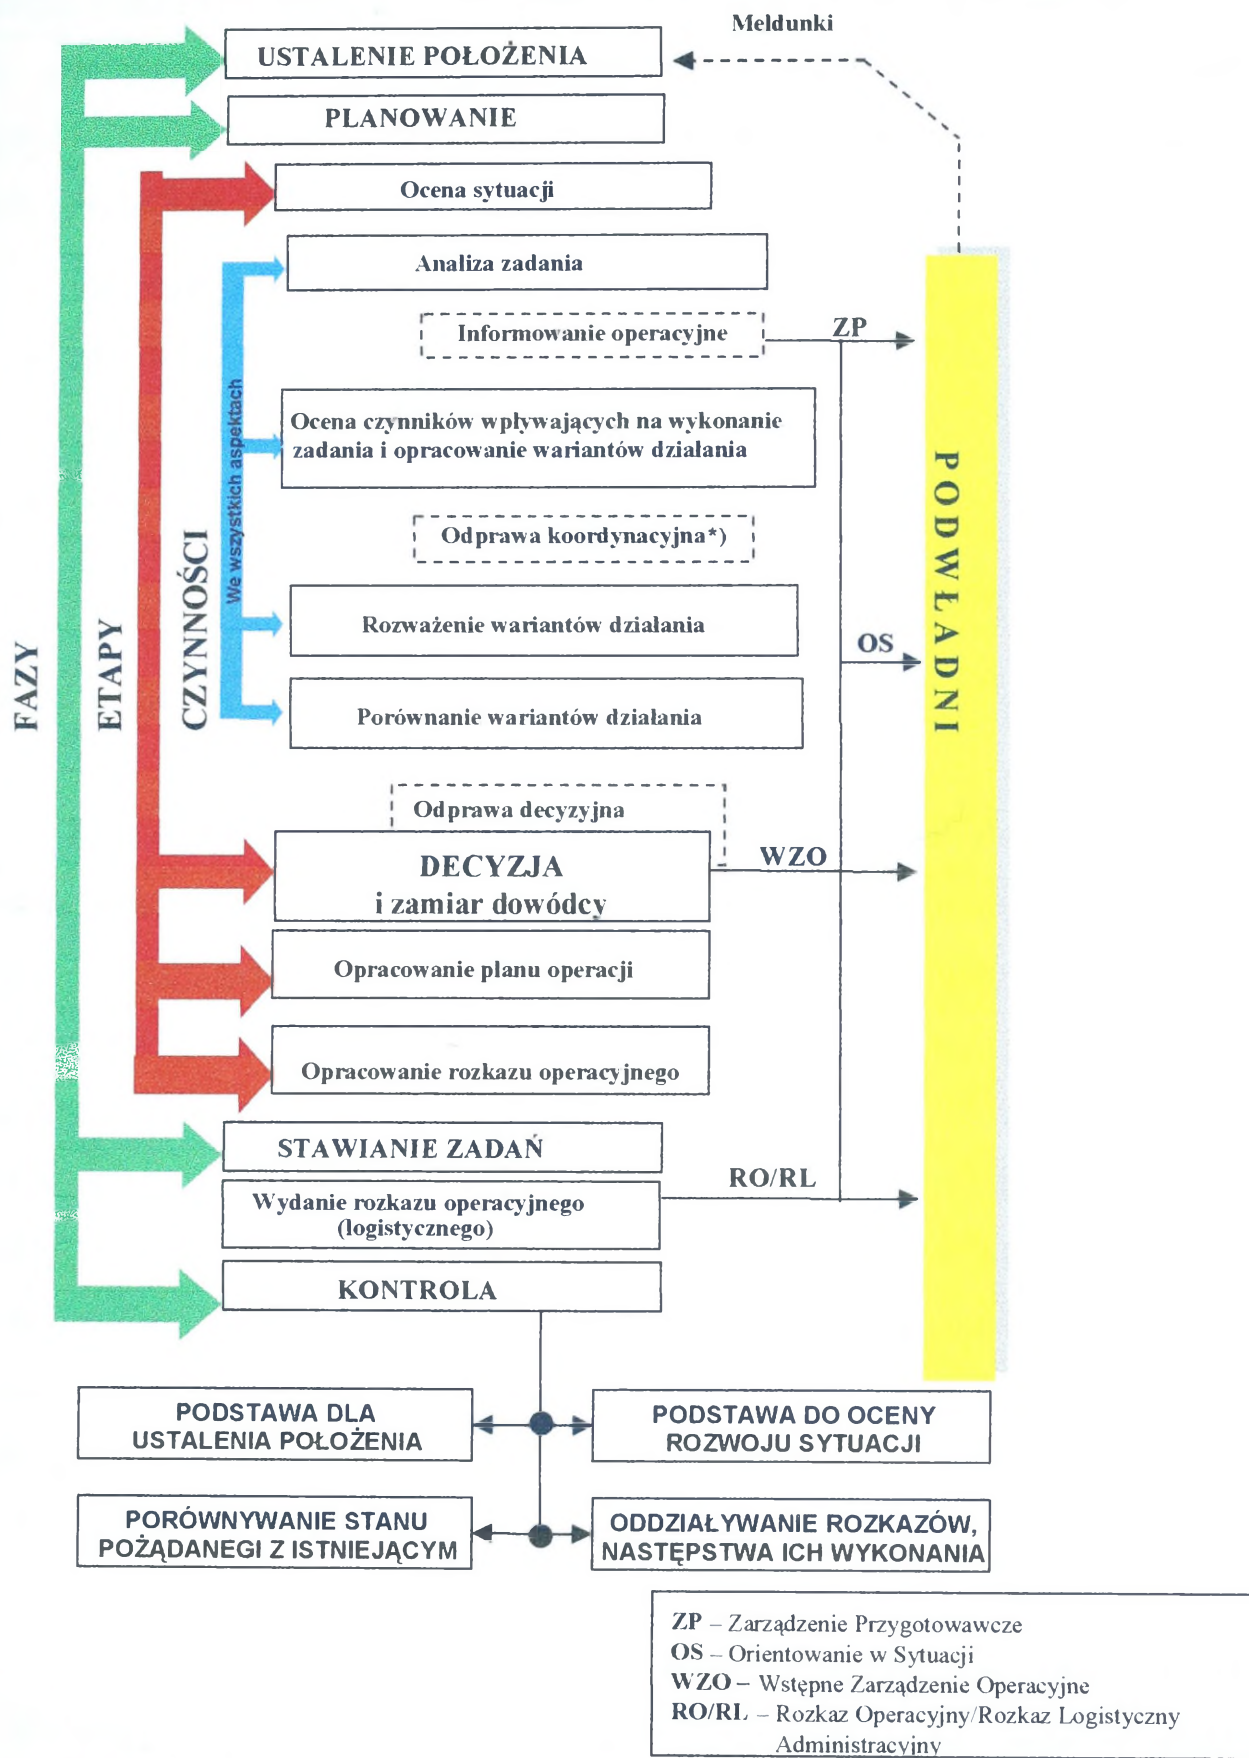 Meldunki
USTALENIE POŁOŻENIA
PLANOWANIE
Ocena sytuacji
Analiza zadania
Informowanie operacyjne
ZP
Ocena czynników wpływających na wykonanie
zadania i opracowanie wariantów działania
Odprawa koordynacyjna*)
Rozważenie wariantów działania
OS
Porównanie wariantów działania
Odprawa decyzyjna
DECYZJA
i zamiar dowódcy
WZO
Opracowanie planu operacji
Opracowanie rozkazu operacyjnego
STAWIANIE ZADAŃ
Wydanie rozkazu operacyjnego
(logistycznego)
RO/RL
KONTROLA
FAZY
ETAPY
CZYNNOŚCI
We wszystkich aspektach
PODWŁADNI
PODSTAWA DLA
USTALENIA POŁOŻENIA
PODSTAWA DO OCENY
ROZWOJU SYTUACJI
PORÓWNYWANIE STANU
POŻĄDANEGI Z ISTNIEJĄCYM
ODDZIAŁYWANIE ROZKAZÓW,
NASTĘPSTWA ICH WYKONANIA
ZP – Zarządzenie Przygotowawcze
OS – Orientowanie w Sytuacji
WZO – Wstępne Zarządzenie Operacyjne
RO/RL – Rozkaz Operacyjny/Rozkaz Logistyczny
Administracyjny